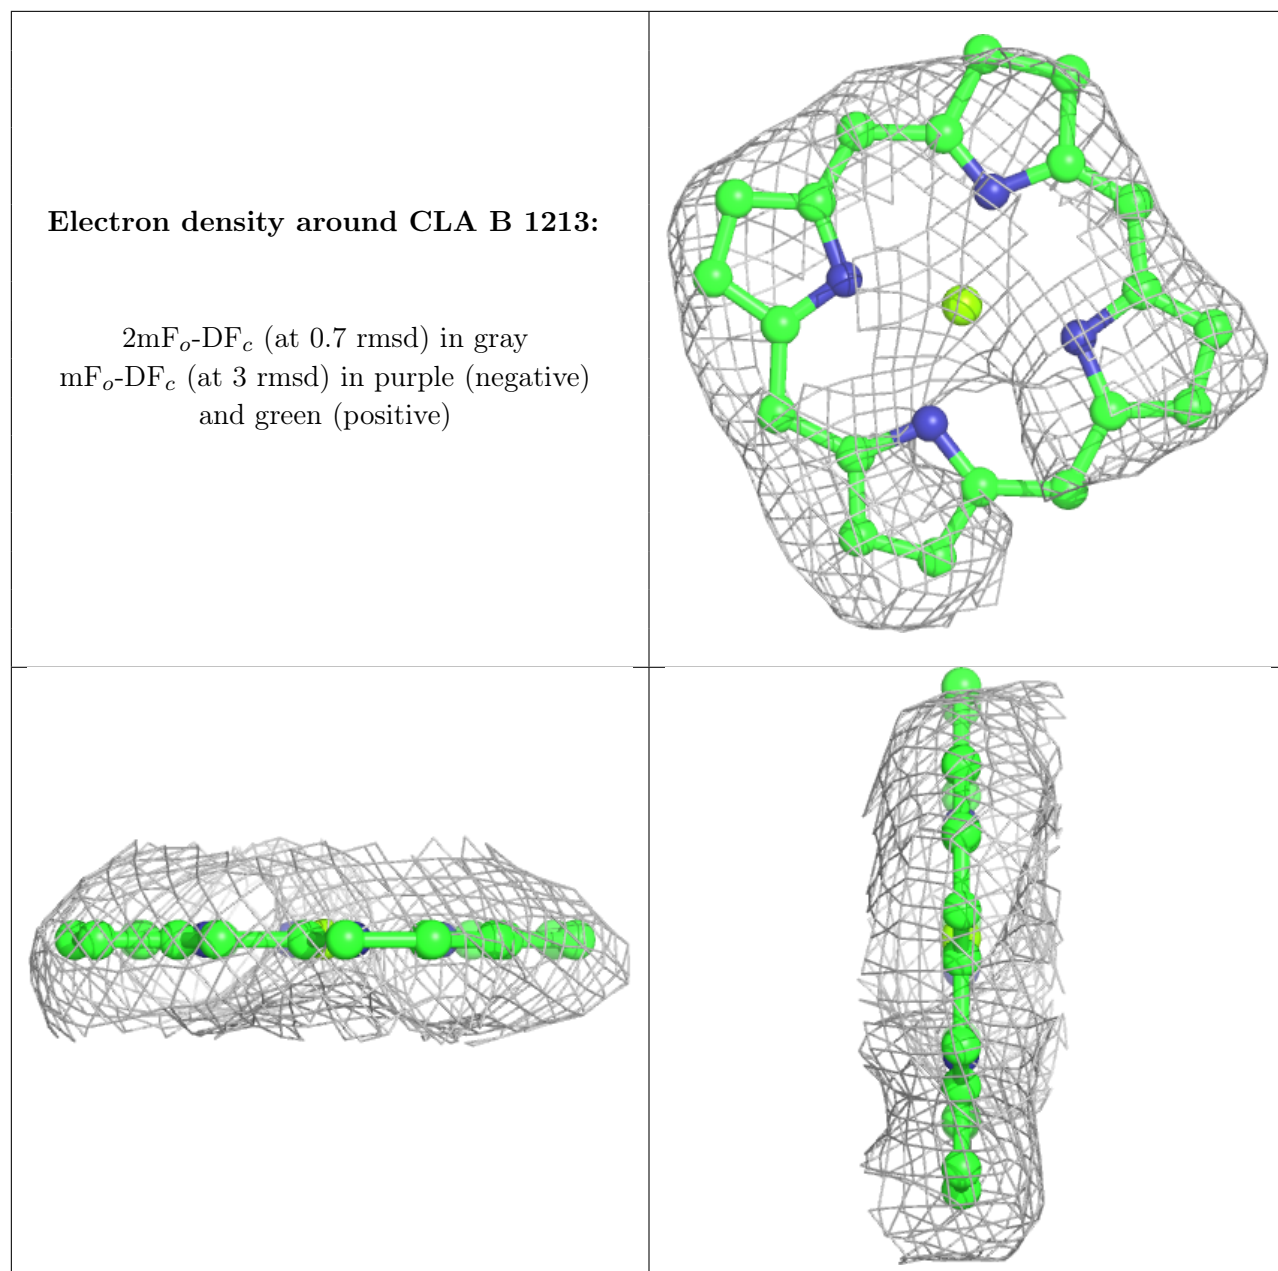 Electron density around CLA B 1213:
2mFₒ-DF𝒸 (at 0.7 rmsd) in gray
mFₒ-DF𝒸 (at 3 rmsd) in purple (negative)
and green (positive)